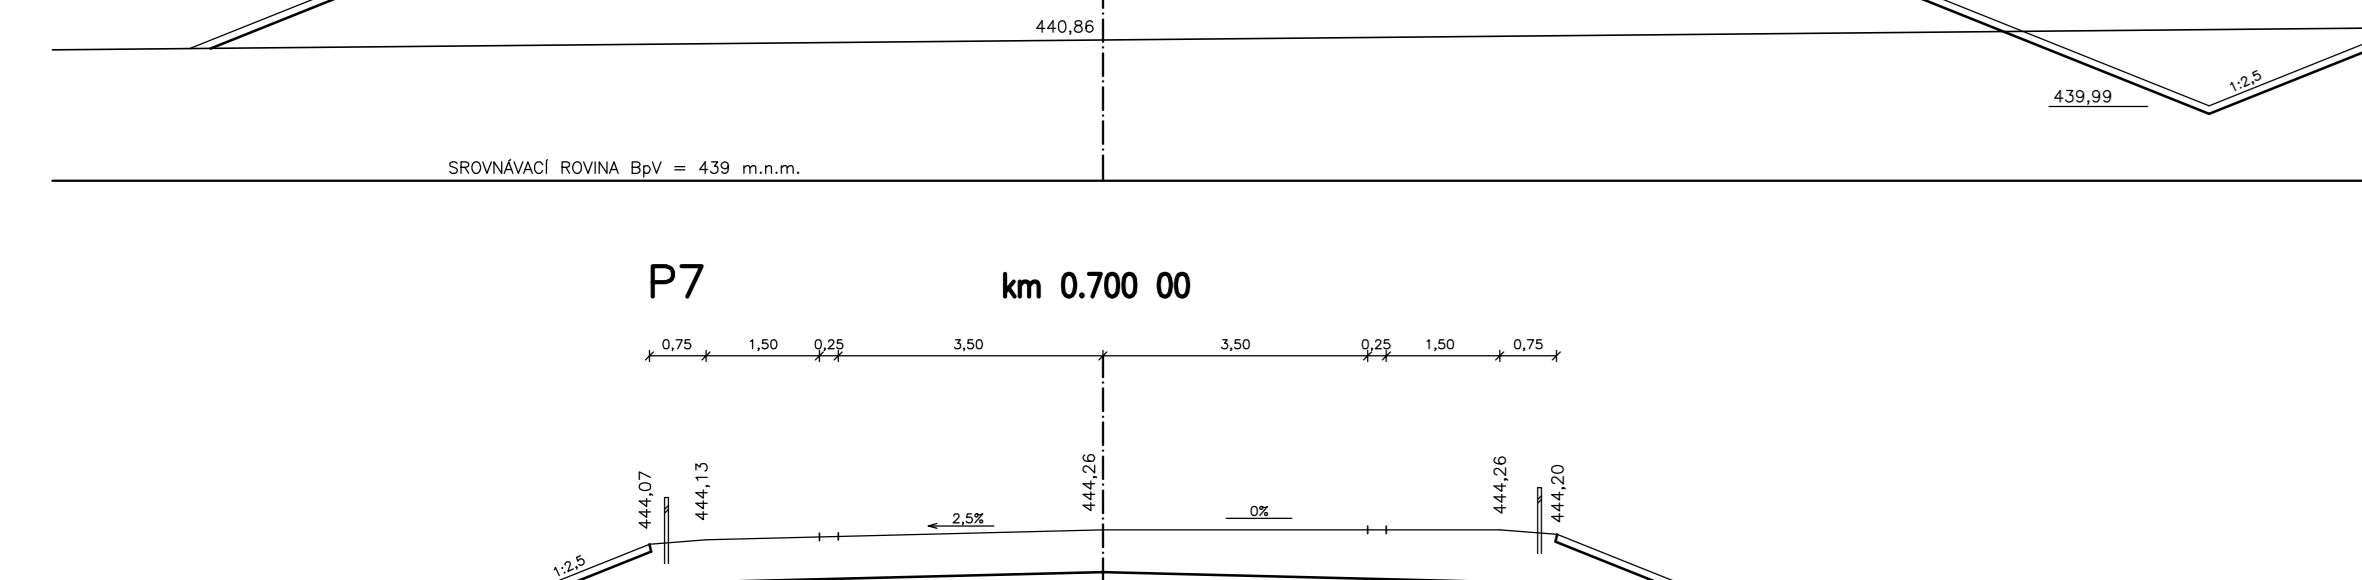 440,86
1:2,5
439,99
SROVNÁVACÍ ROVINA BpV = 439 m.n.m.
P7 km 0.700 00
0,75 1,50 0,25 3,50 3,50 0,25 1,50 0,75
444,07 444,13 444,26 444,26 444,20
2,5% 0%
1:2,5